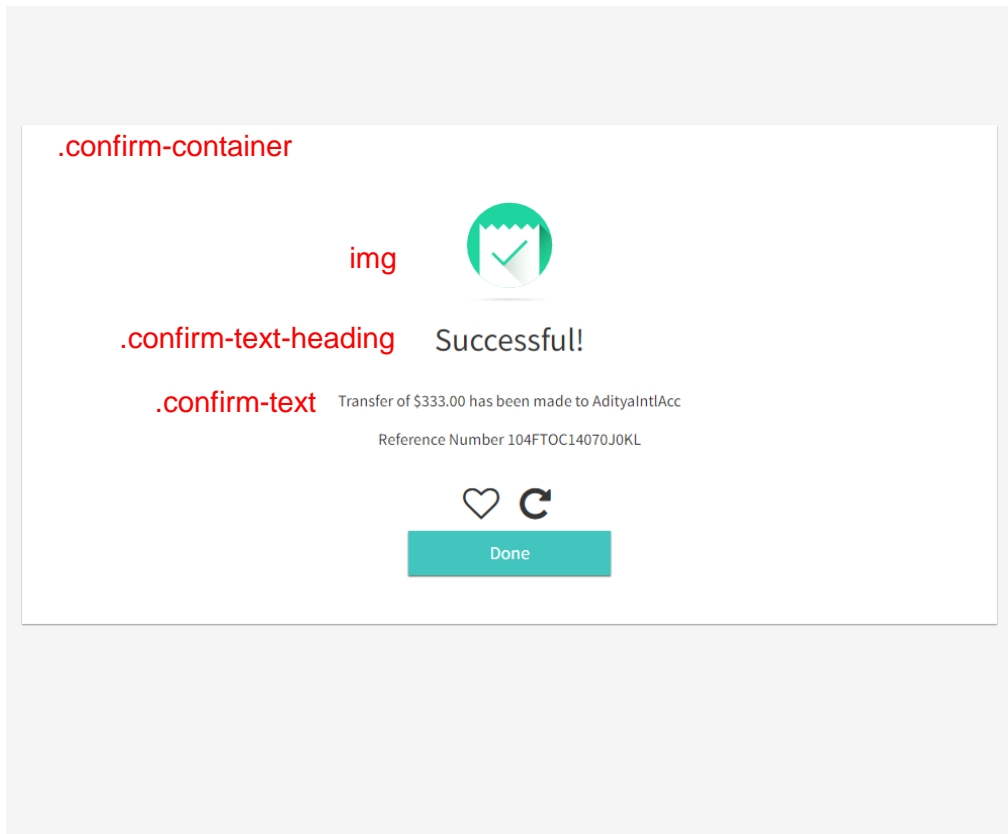 .confirm-container
img
.confirm-text-heading Successful!
.confirm-text Transfer of $333.00 has been made to AdityaIntlAcc
Reference Number 104FTOC14070J0KL
Done